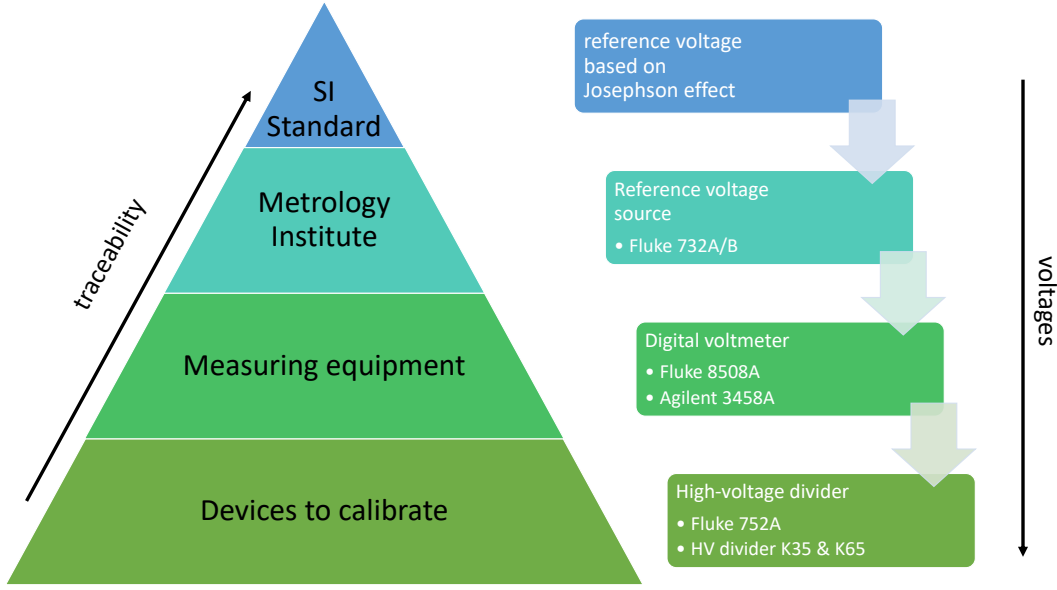 traceability
SI
Standard
Metrology
Institute
Measuring equipment
Devices to calibrate
reference voltage
based on
Josephson effect
Reference voltage
source
• Fluke 732A/B
Digital voltmeter
• Fluke 8508A
• Agilent 3458A
High-voltage divider
• Fluke 752A
• HV divider K35 & K65
voltages